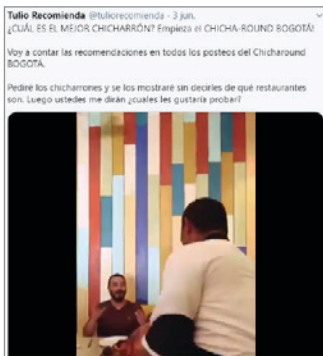 Tulio Recomienda @tuliorecomienda · 3 jun.
¿CUÁL ES EL MEJOR CHICHARRÓN? Empieza el CHICHA-ROUND BOGOTÁ!
Voy a contar las recomendaciones en todos los posteos del Chicharound
BOGOTÁ.
Pediré los chicharrones y se los mostraré sin decirles de qué restaurantes
son. Luego ustedes me dirán ¿cuales les gustaría probar?